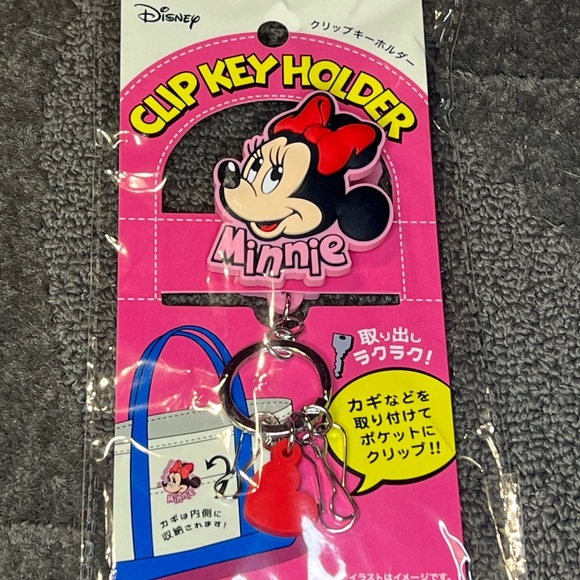 Disney
クリップキーホルダー
CLIP KEY HOLDER
Minnie
取り出し
ラクラク!
カギなどを
取り付けて
ポケットに
クリップ!!
Minnie
カギは内側に
収納されます!
イラストはイメージです。